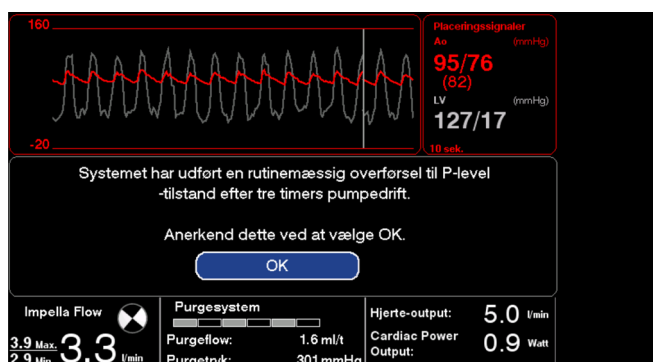 160
-20
Placeringssignaler
Ao (mmHg)
95/76
(82)
LV (mmHg)
127/17
10 sek.
Systemet har udført en rutinemæssig overførsel til P-level
-tilstand efter tre timers pumpedrift.
Anerkend dette ved at vælge OK.
OK
Impella Flow
3.9 Max.
2.9 Min.
3.3 l/min
Purgesystem
Purgeflow: 1.6 ml/t
Purgetryk: 301 mmHg
Hjerte-output: 5.0 l/min
Cardiac Power
Output: 0.9 Watt